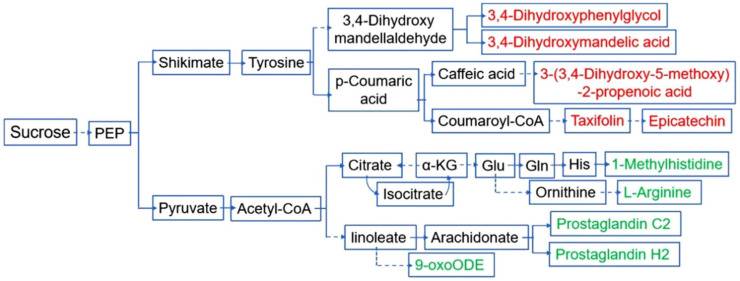 3,4-Dihydroxy
mandellaldehyde
3,4-Dihydroxyphenylglycol
3,4-Dihydroxymandelic acid
Shikimate
Tyrosine
p-Coumaric
acid
Caffeic acid
3-(3,4-Dihydroxy-5-methoxy)
-2-propenoic acid
Coumaroyl-CoA
Taxifolin
Epicatechin
Sucrose
PEP
Citrate
α-KG
Glu
Gln
His
1-Methylhistidine
Isocitrate
Ornithine
L-Arginine
Pyruvate
Acetyl-CoA
linoleate
Arachidonate
Prostaglandin C2
Prostaglandin H2
9-oxoODE